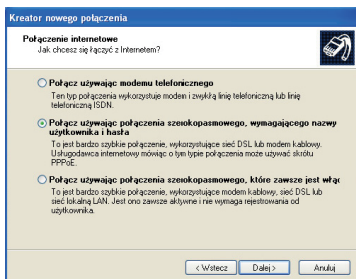 Kreator nowego połączenia
Połączenie internetowe
Jak chcesz się łączyć z Internetem?
Połącz używając modemu telefonicznego
Ten typ połączenia wykorzystuje modem i zwykłą linię telefoniczną lub linię
telefoniczną ISDN.
Połącz używając połączenia szerokopasmowego, wymagającego nazwy
użytkownika i hasła
To jest bardzo szybkie połączenie, wykorzystujące sieć DSL lub modem kablowy.
Usługodawca internetowy mówiąc o tym typie połączenia może używać skrótu
PPPoE.
Połącz używając połączenia szerokopasmowego, które zawsze jest włąc
To jest bardzo szybkie połączenie, wykorzystujące modem kablowy, sieć DSL lub
sieć lokalną LAN. Jest ono zawsze aktywne i nie wymaga rejestrowania od
użytkownika.
< Wstecz Dalej > Anuluj